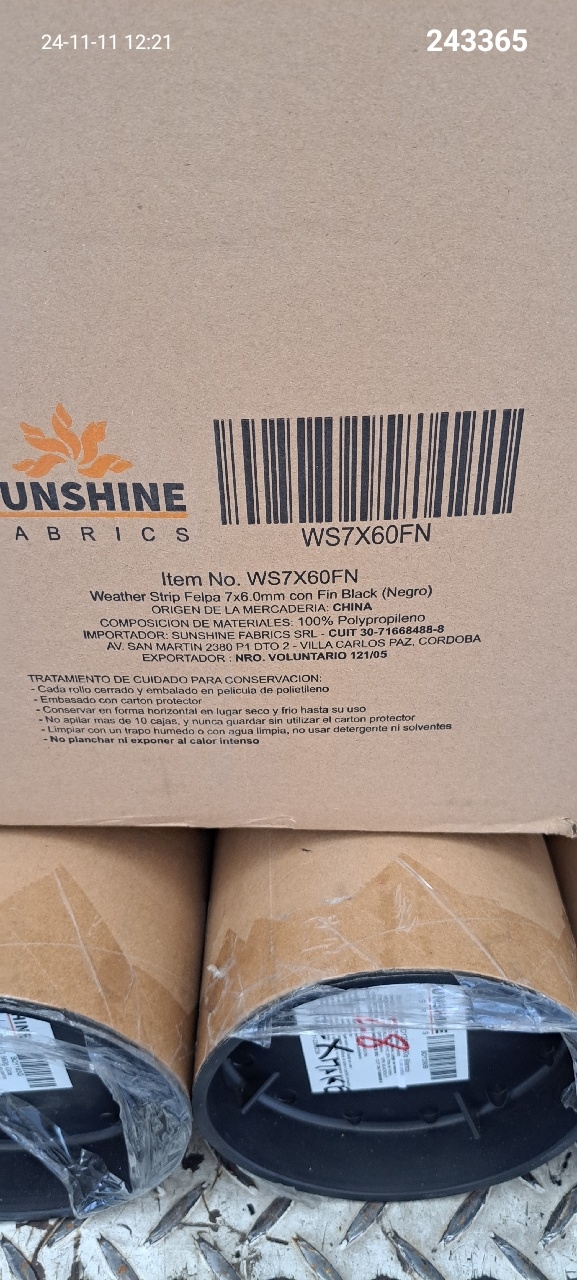 24-11-11 12:21
243365
UNSHINE
ABRICS
WS7X60FN
Item No. WS7X60FN
Weather Strip Felpa 7x6.0mm con Fin Black (Negro)
ORIGEN DE LA MERCADERIA: CHINA
COMPOSICION DE MATERIALES: 100% Polypropileno
IMPORTADOR: SUNSHINE FABRICS SRL - CUIT 30-71668488-8
AV. SAN MARTIN 2380 P1 DTO 2 - VILLA CARLOS PAZ, CORDOBA
EXPORTADOR : NRO. VOLUNTARIO 121/05
TRATAMIENTO DE CUIDADO PARA CONSERVACION:
- Cada rollo cerrado y embalado en pelicula de polietileno
- Embasado con carton protector
- Conservar en forma horizontal en lugar seco y frio hasta su uso
- No apilar mas de 10 cajas, y nunca guardar sin utilizar el carton protector
- Limpiar con un trapo humedo o con agua limpia, no usar detergente ni solventes
- No planchar ni exponer al calor intenso